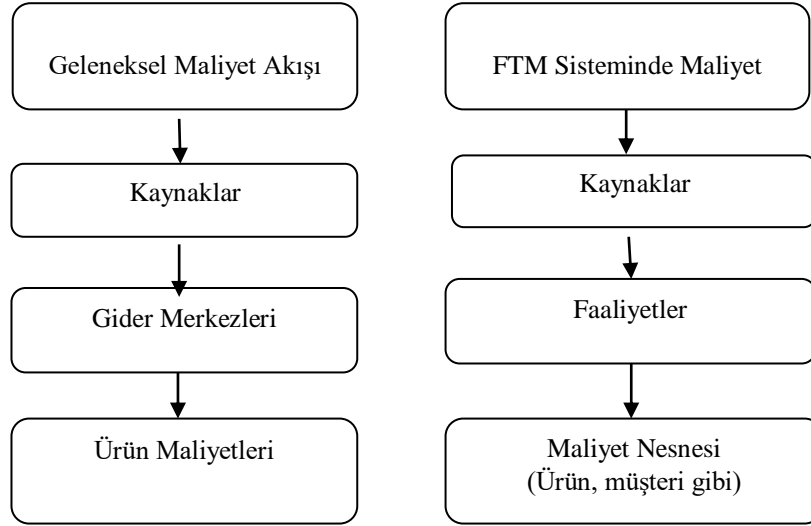 Geleneksel Maliyet Akışı
Kaynaklar
Gider Merkezleri
Ürün Maliyetleri
FTM Sisteminde Maliyet
Kaynaklar
Faaliyetler
Maliyet Nesnesi
(Ürün, müşteri gibi)